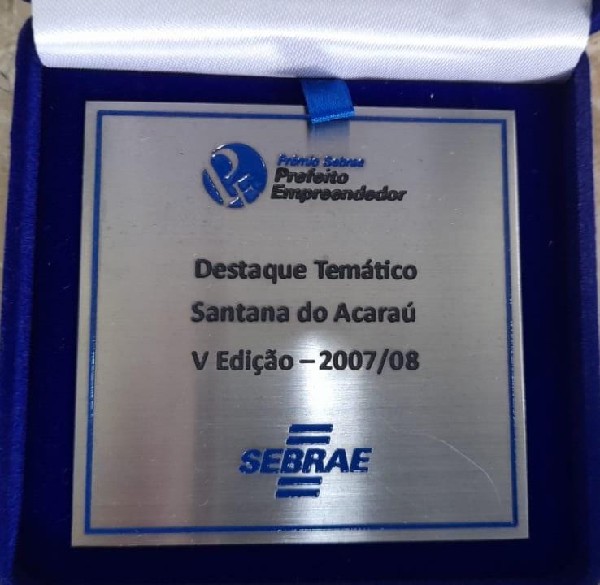 Prêmio Sebrae
Prefeito
Empreendedor
Destaque Temático
Santana do Acaraú
V Edição – 2007/08
SEBRAE